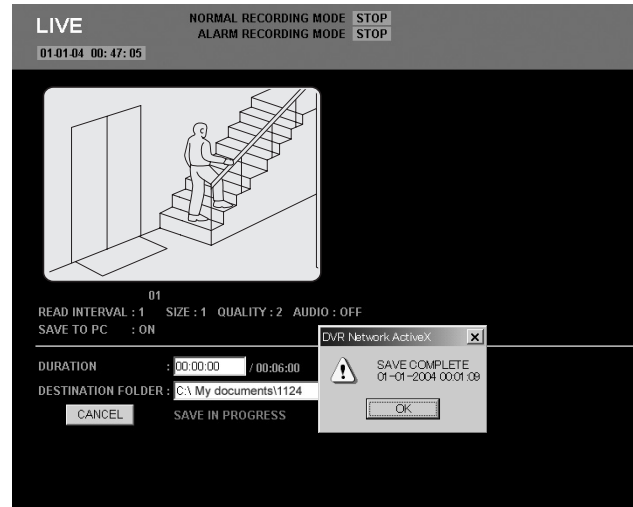 LIVE
NORMAL RECORDING MODE STOP
ALARM RECORDING MODE STOP
01-01-04 00:47:05
01
READ INTERVAL : 1 SIZE : 1 QUALITY : 2 AUDIO : OFF
SAVE TO PC : ON
DURATION : 00:00:00 / 00:06:00
DESTINATION FOLDER : C:\ My documents\1124
CANCEL SAVE IN PROGRESS
DVR Network ActiveX
SAVE COMPLETE
01-01-2004 00:01:09
OK